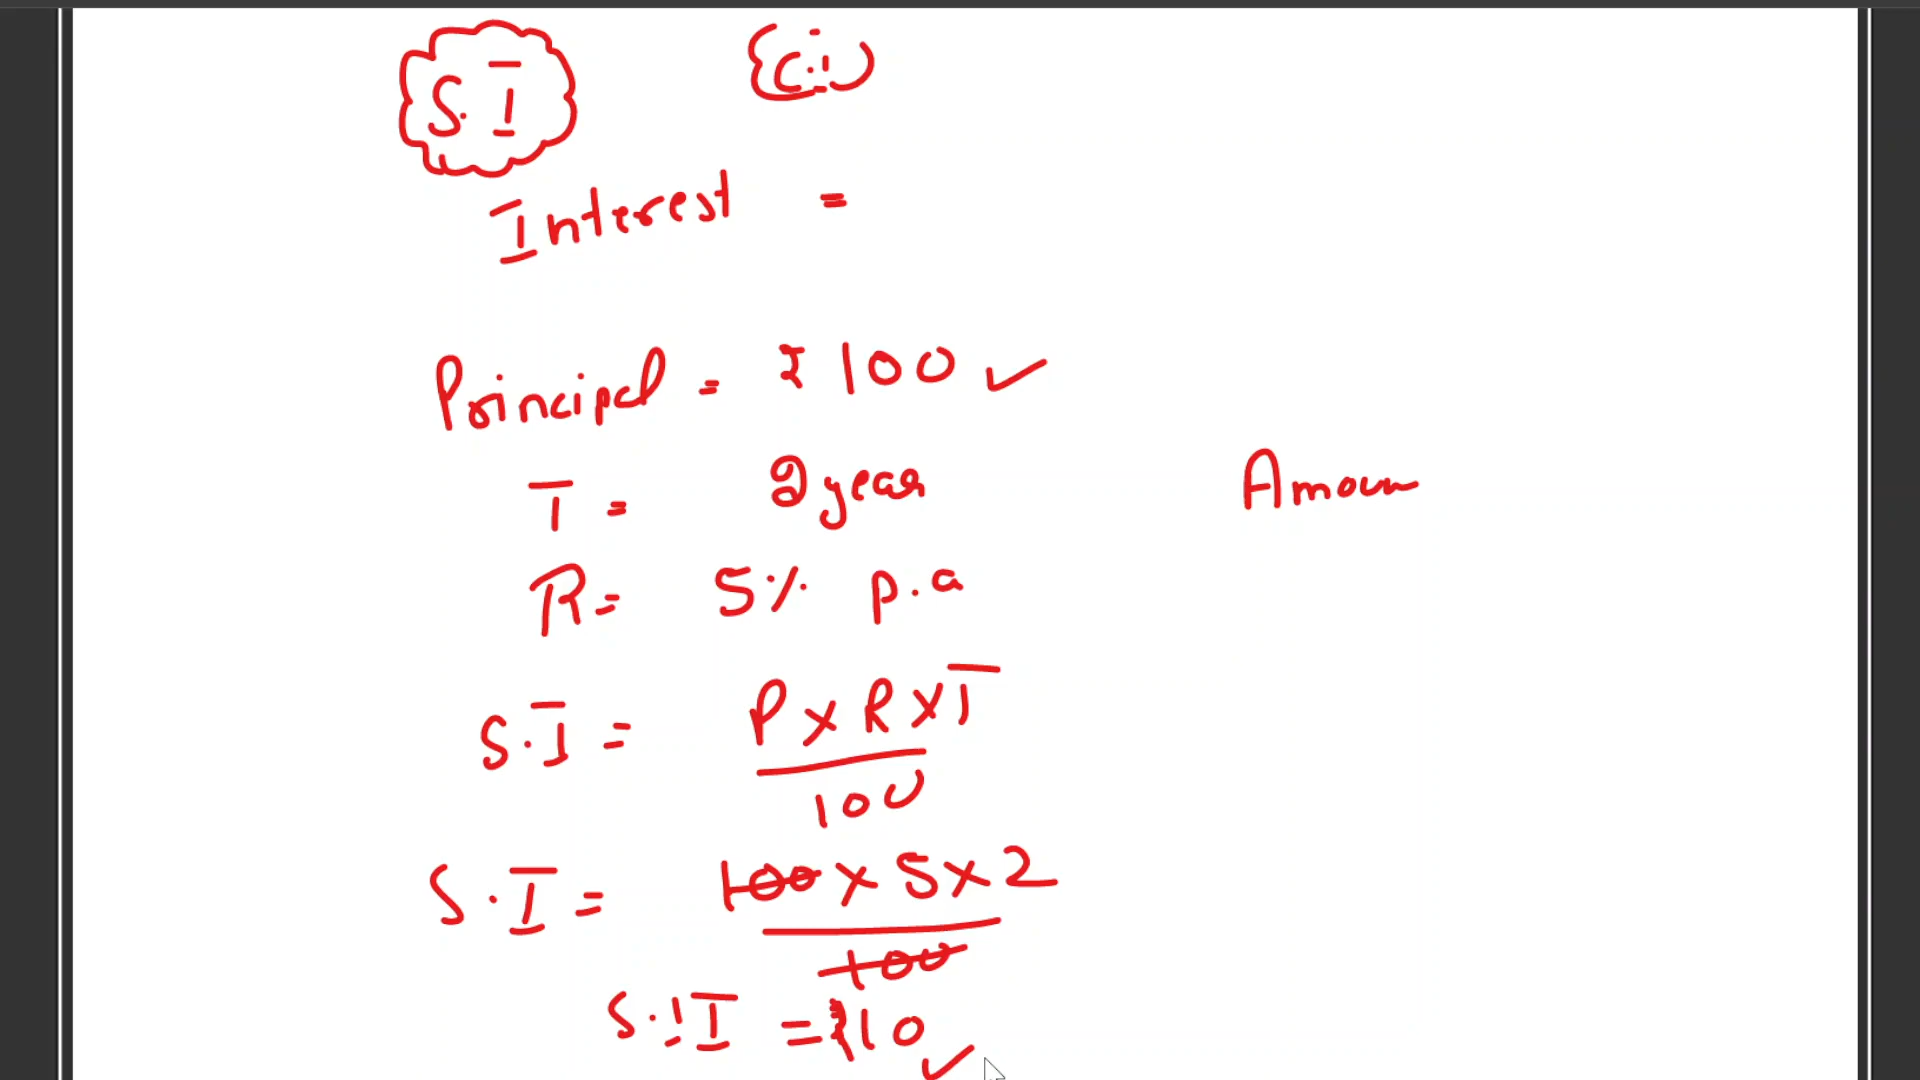 S.I (C.i)
Interest =
Principal = ₹ 100 ✓
T = 2 year
Amoun
R = 5% p.a
S.I = P x R x T
100
S.I = 100 x 5 x 2
100
S.I = ₹10 ✓